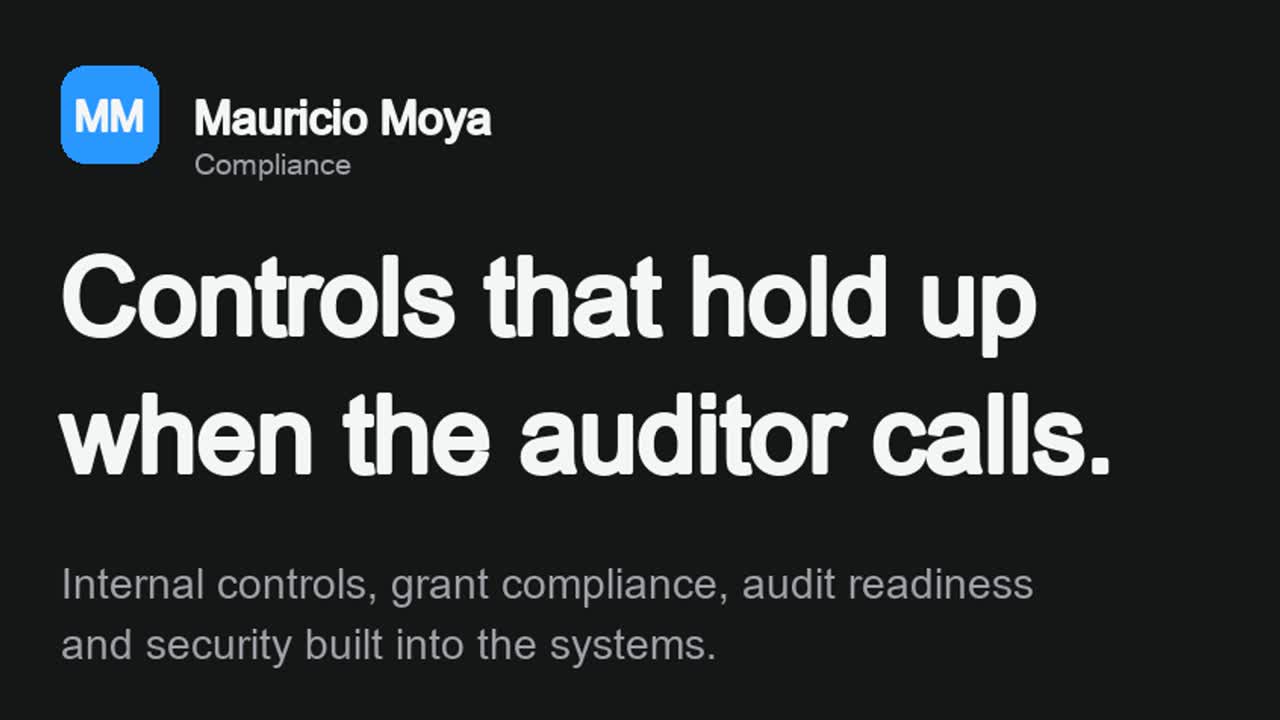 MM
Mauricio Moya
Compliance
Controls that hold up
when the auditor calls.
Internal controls, grant compliance, audit readiness
and security built into the systems.